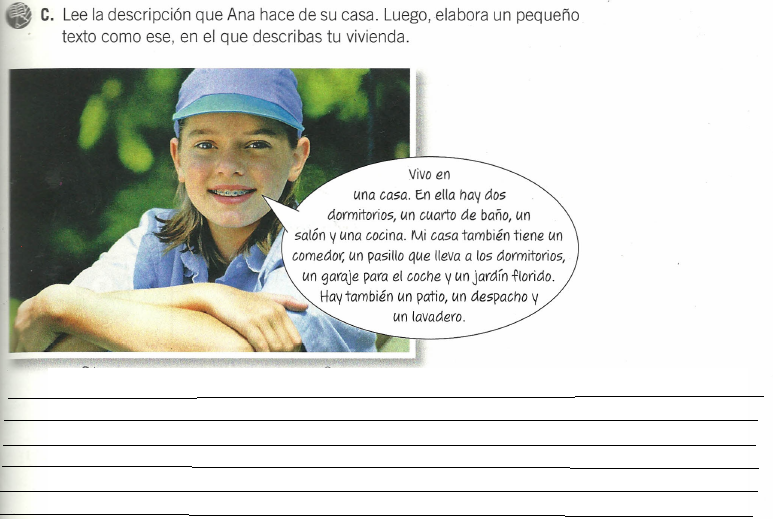 C. Lee la descripción que Ana hace de su casa. Luego, elabora un pequeño
texto como ese, en el que describas tu vivienda.
Vivo en
una casa. En ella hay dos
dormitorios, un cuarto de baño, un
salón y una cocina. Mi casa también tiene un
comedor, un pasillo que lleva a los dormitorios,
un garaje para el coche y un jardín florido.
Hay también un patio, un despacho y
un lavadero.